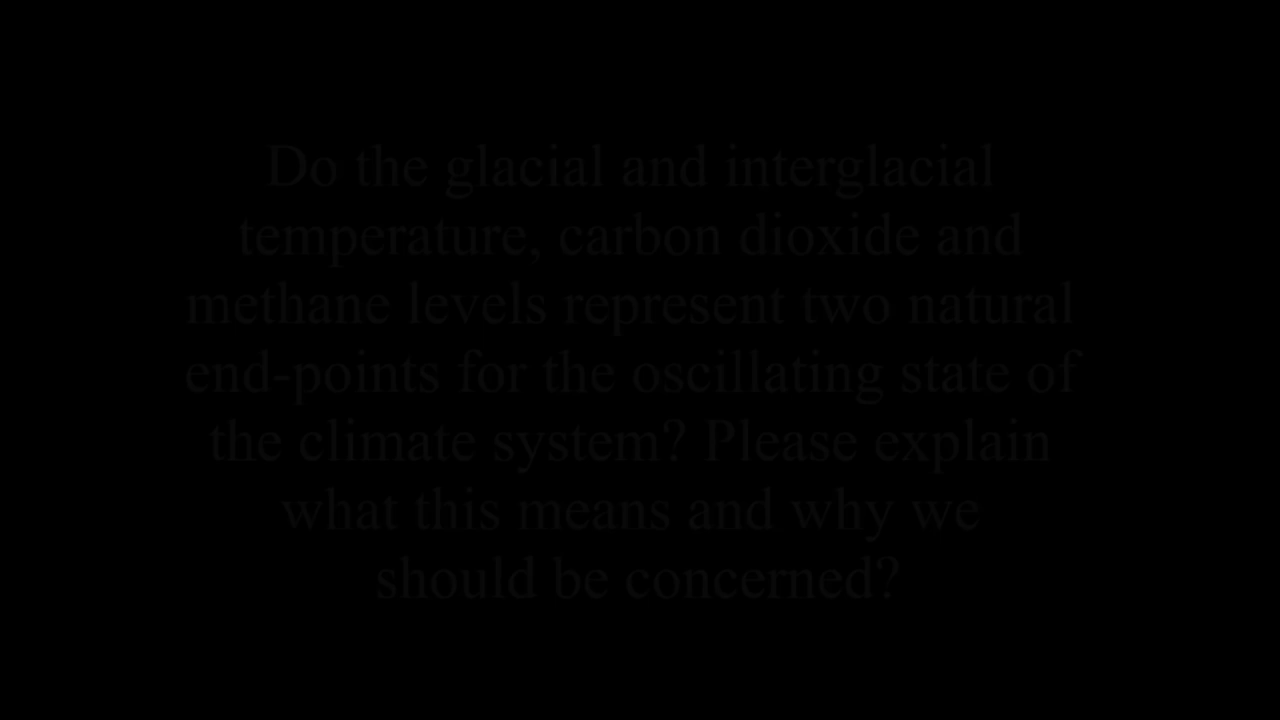 Do the glacial and interglacial
temperature, carbon dioxide and
methane levels represent two natural
end-points for the oscillating state of
the climate system? Please explain
what this means and why we
should be concerned?